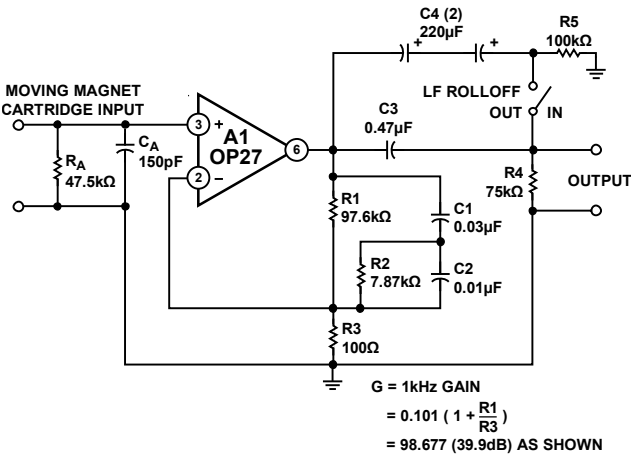 C4 (2)
220µF
+
+
R5
100kΩ
MOVING MAGNET
CARTRIDGE INPUT
LF ROLLOFF
OUT
IN
C3
0.47µF
3
+
A1
OP27
6
2
–
RA
47.5kΩ
CA
150pF
R1
97.6kΩ
C1
0.03µF
R4
75kΩ
OUTPUT
R2
7.87kΩ
C2
0.01µF
R3
100Ω
G = 1kHz GAIN
= 0.101 ( 1 + R1/R3 )
= 98.677 (39.9dB) AS SHOWN